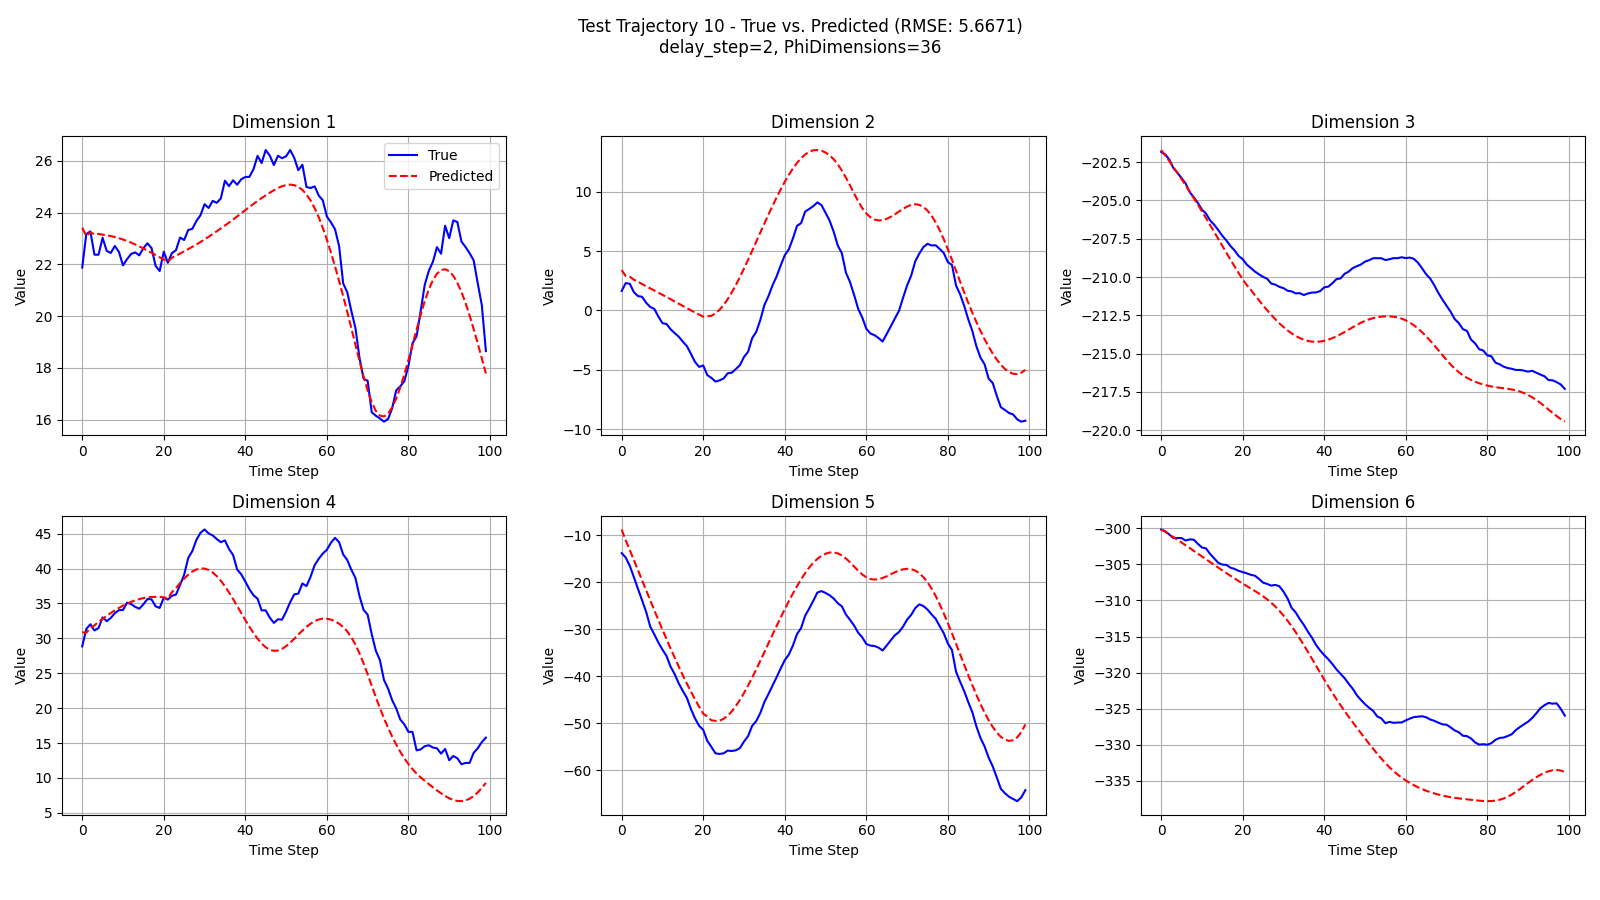 Test Trajectory 10 - True vs. Predicted (RMSE: 5.6671)
delay_step=2, PhiDimensions=36
Dimension 1
Value
26
24
22
20
18
16
0 20 40 60 80 100
Time Step
True
Predicted
Dimension 2
Value
10
5
0
−5
−10
0 20 40 60 80 100
Time Step
Dimension 3
Value
−202.5
−205.0
−207.5
−210.0
−212.5
−215.0
−217.5
−220.0
0 20 40 60 80 100
Time Step
Dimension 4
Value
45
40
35
30
25
20
15
10
5
0 20 40 60 80 100
Time Step
Dimension 5
Value
−10
−20
−30
−40
−50
−60
0 20 40 60 80 100
Time Step
Dimension 6
Value
−300
−305
−310
−315
−320
−325
−330
−335
0 20 40 60 80 100
Time Step